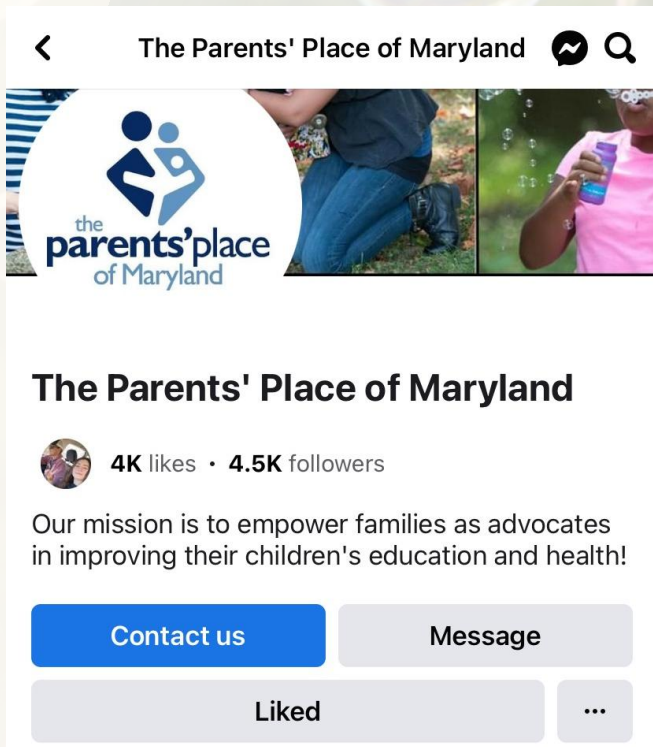 The Parents' Place of Maryland
the
parents'place
of Maryland
The Parents' Place of Maryland
4K likes · 4.5K followers
Our mission is to empower families as advocates
in improving their children's education and health!
Contact us
Message
Liked
...